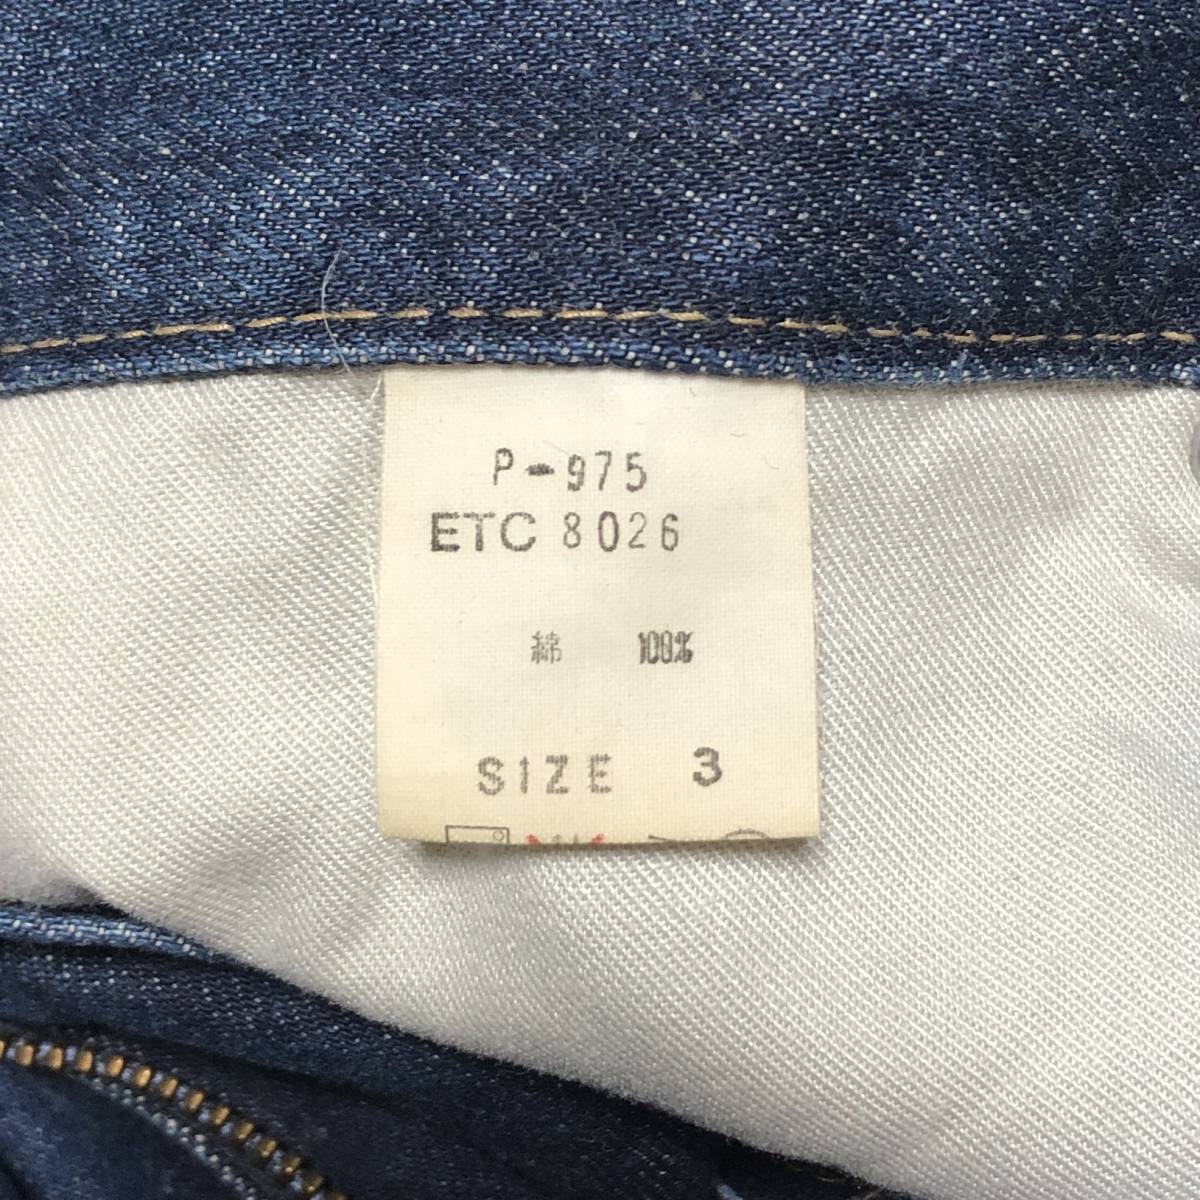 P-975
ETC 8026
綿 100%
SIZE 3